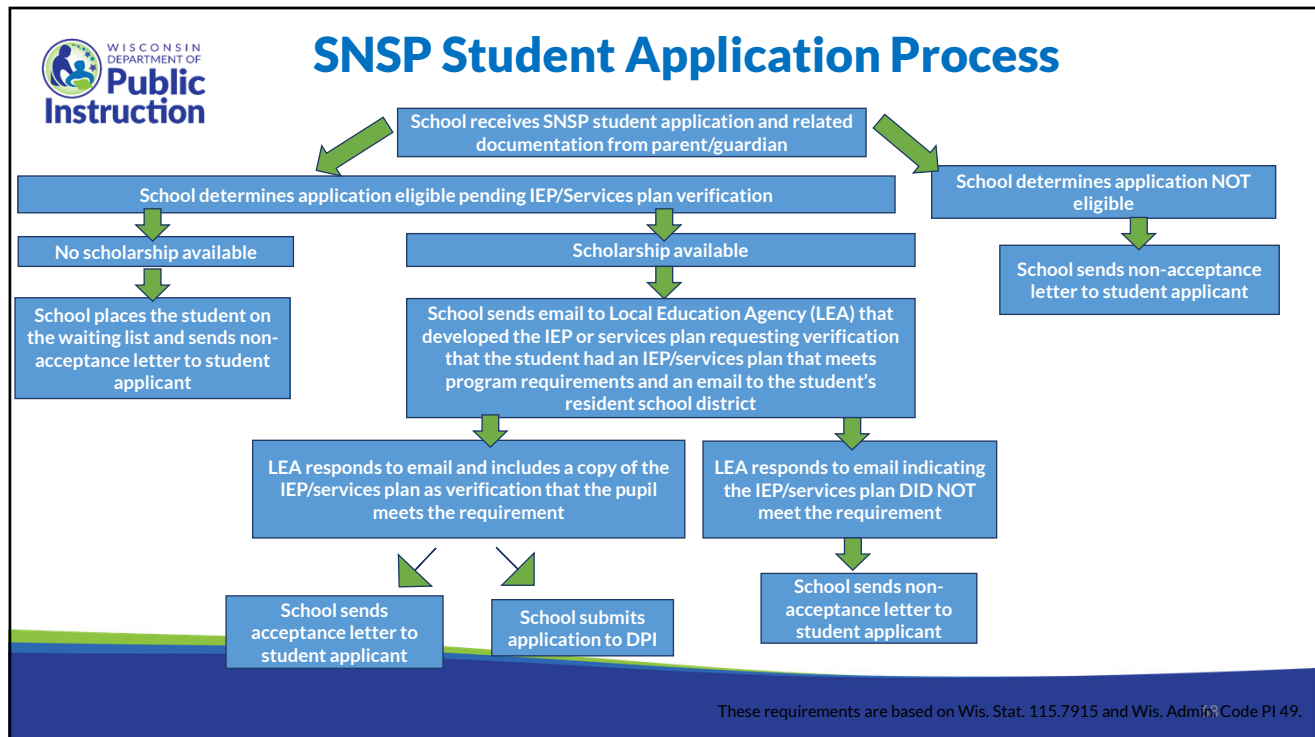 WISCONSIN
DEPARTMENT OF
Public
Instruction
SNSP Student Application Process
School receives SNSP student application and related
documentation from parent/guardian
School determines application eligible pending IEP/Services plan verification
School determines application NOT
eligible
No scholarship available
Scholarship available
School sends non-acceptance
letter to student applicant
School places the student on
the waiting list and sends non-
acceptance letter to student
applicant
School sends email to Local Education Agency (LEA) that
developed the IEP or services plan requesting verification
that the student had an IEP/services plan that meets
program requirements and an email to the student’s
resident school district
LEA responds to email and includes a copy of the
IEP/services plan as verification that the pupil
meets the requirement
LEA responds to email indicating
the IEP/services plan DID NOT
meet the requirement
School sends
acceptance letter to
student applicant
School submits
application to DPI
School sends non-
acceptance letter to
student applicant
These requirements are based on Wis. Stat. 115.7915 and Wis. Admin Code PI 49.